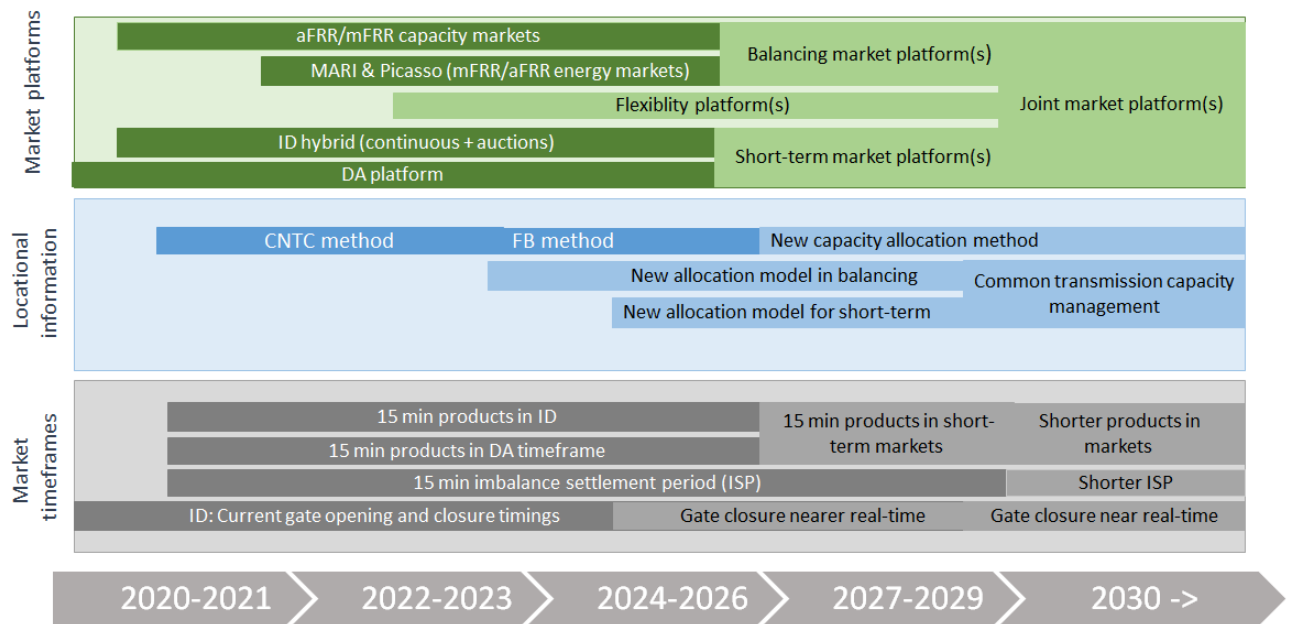 Market platforms
aFRR/mFRR capacity markets
MARI & Picasso (mFRR/aFRR energy markets)
Balancing market platform(s)
Flexiblity platform(s)
Joint market platform(s)
ID hybrid (continuous + auctions)
DA platform
Short-term market platform(s)
Locational
information
CNTC method
FB method
New capacity allocation method
New allocation model in balancing
New allocation model for short-term
Common transmission capacity
management
Market
timeframes
15 min products in ID
15 min products in DA timeframe
15 min products in short-
term markets
Shorter products in
markets
15 min imbalance settlement period (ISP)
Shorter ISP
ID: Current gate opening and closure timings
Gate closure nearer real-time
Gate closure near real-time
2020-2021
2022-2023
2024-2026
2027-2029
2030 ->